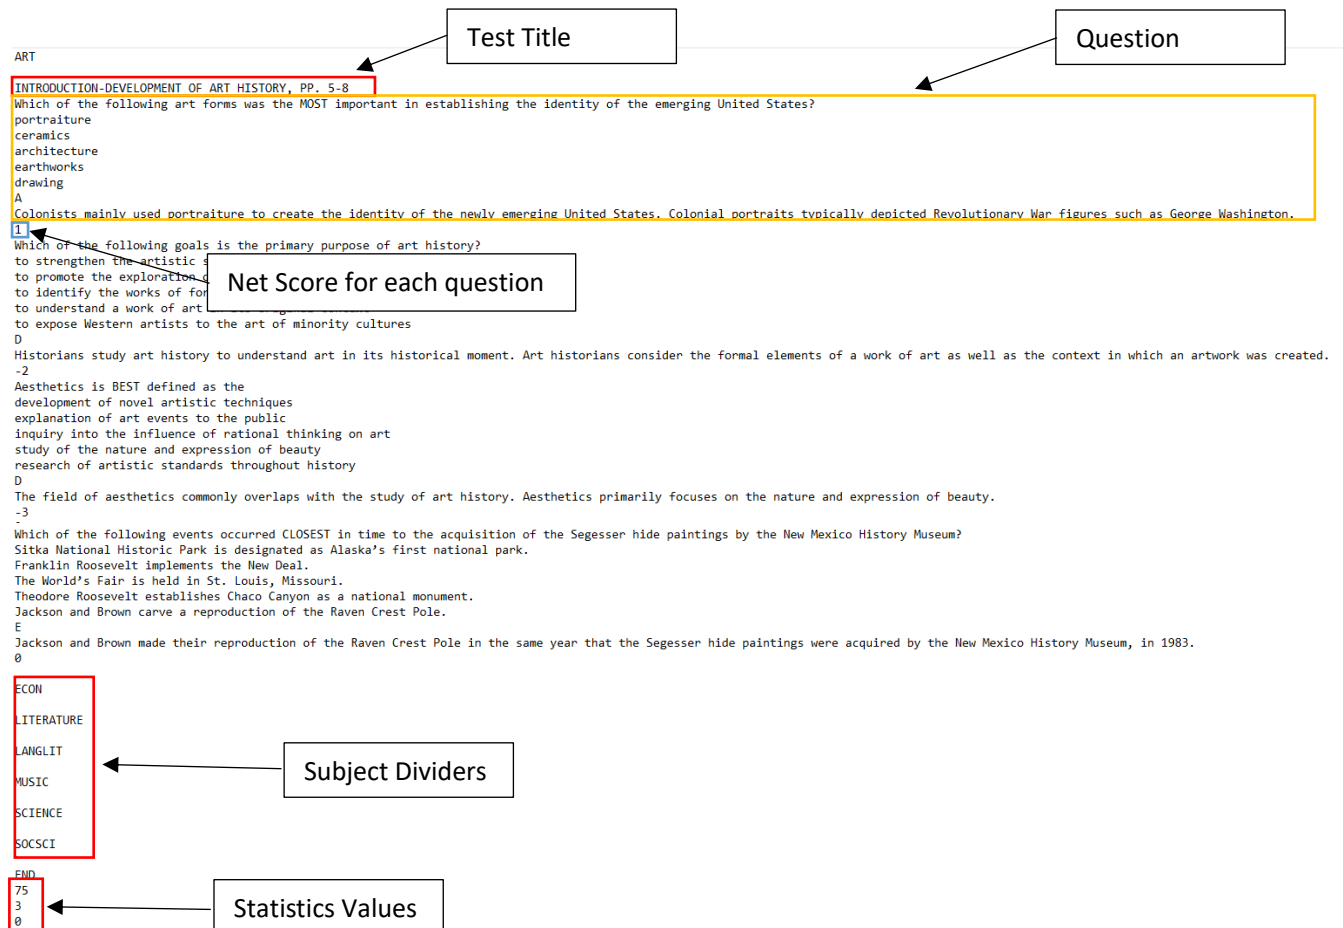 Test Title
Question
ART
INTRODUCTION-DEVELOPMENT OF ART HISTORY, PP. 5-8
Which of the following art forms was the MOST important in establishing the identity of the emerging United States?
portraiture
ceramics
architecture
earthworks
drawing
A
Colonists mainly used portraiture to create the identity of the newly emerging United States. Colonial portraits typically depicted Revolutionary War figures such as George Washington.
1
Which of the following goals is the primary purpose of art history?
to strengthen the artistic
to promote the exploration
to identify the works of
Net Score for each question
to understand a work of art
to expose Western artists to the art of minority cultures
D
Historians study art history to understand art in its historical moment. Art historians consider the formal elements of a work of art as well as the context in which an artwork was created.
-2
Aesthetics is BEST defined as the
development of novel artistic techniques
explanation of art events to the public
inquiry into the influence of rational thinking on art
study of the nature and expression of beauty
research of artistic standards throughout history
D
The field of aesthetics commonly overlaps with the study of art history. Aesthetics primarily focuses on the nature and expression of beauty.
-3
Which of the following events occurred CLOSEST in time to the acquisition of the Segesser hide paintings by the New Mexico History Museum?
Sitka National Historic Park is designated as Alaska’s first national park.
Franklin Roosevelt implements the New Deal.
The World’s Fair is held in St. Louis, Missouri.
Theodore Roosevelt establishes Chaco Canyon as a national monument.
Jackson and Brown carve a reproduction of the Raven Crest Pole.
E
Jackson and Brown made their reproduction of the Raven Crest Pole in the same year that the Segesser hide paintings were acquired by the New Mexico History Museum, in 1983.
0
ECON
LITERATURE
LANGLIT
Subject Dividers
MUSIC
SCIENCE
SOCSCI
END
75
3
Statistics Values
0